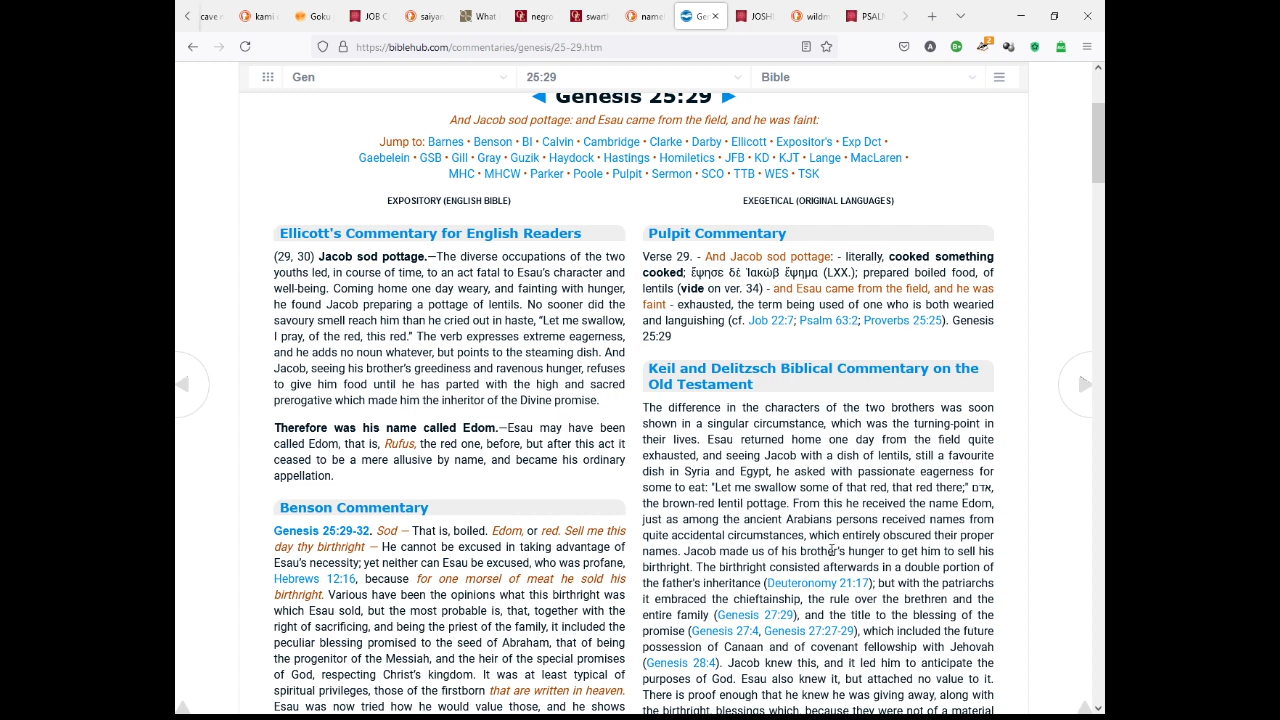 cave r
kami
Goku
JOB C
saiyan
What
negro
swarth
name
Ge
JOSHI
wildm
PSAL
https://biblehub.com/commentaries/genesis/25-29.htm
2
Gen
25:29
Bible
Genesis 25:29
And Jacob sod pottage: and Esau came from the field, and he was faint:
Jump to: Barnes • Benson • BI • Calvin • Cambridge • Clarke • Darby • Ellicott • Expositor's • Exp Dct •
Gaebelein • GSB • Gill • Gray • Guzik • Haydock • Hastings • Homiletics • JFB • KD • KJT • Lange • MacLaren •
MHC • MHCW • Parker • Poole • Pulpit • Sermon • SCO • TTB • WES • TSK
EXPOSITORY (ENGLISH BIBLE)
Ellicott's Commentary for English Readers
(29, 30) Jacob sod pottage.—The diverse occupations of the two
youths led, in course of time, to an act fatal to Esau's character and
well-being. Coming home one day weary, and fainting with hunger,
he found Jacob preparing a pottage of lentils. No sooner did the
savoury smell reach him than he cried out in haste, “Let me swallow,
I pray, of the red, this red.” The verb expresses extreme eagerness,
and he adds no noun whatever, but points to the steaming dish. And
Jacob, seeing his brother's greediness and ravenous hunger, refuses
to give him food until he has parted with the high and sacred
prerogative which made him the inheritor of the Divine promise.
Therefore was his name called Edom.—Esau may have been
called Edom, that is, Rufus, the red one, before, but after this act it
ceased to be a mere allusive by name, and became his ordinary
appellation.
Benson Commentary
Genesis 25:29-32. Sod — That is, boiled. Edom, or red. Sell me this
day thy birthright — He cannot be excused in taking advantage of
Esau's necessity; yet neither can Esau be excused, who was profane,
Hebrews 12:16, because for one morsel of meat he sold his
birthright. Various have been the opinions what this birthright was
which Esau sold, but the most probable is, that, together with the
right of sacrificing, and being the priest of the family, it included the
peculiar blessing promised to the seed of Abraham, that of being
the progenitor of the Messiah, and the heir of the special promises
of God, respecting Christ's kingdom. It was at least typical of
spiritual privileges, those of the firstborn that are written in heaven.
Esau was now tried how he would value those, and he shows
EXEGETICAL (ORIGINAL LANGUAGES)
Pulpit Commentary
Verse 29. - And Jacob sod pottage: - literally, cooked something
cooked; ἕψησε δὲ Ἰακὼβ ἕψημα (LXX.); prepared boiled food, of
lentils (vide on ver. 34) - and Esau came from the field, and he was
faint - exhausted, the term being used of one who is both wearied
and languishing (cf. Job 22:7; Psalm 63:2; Proverbs 25:25). Genesis
25:29
Keil and Delitzsch Biblical Commentary on the
Old Testament
The difference in the characters of the two brothers was soon
shown in a singular circumstance, which was the turning-point in
their lives. Esau returned home one day from the field quite
exhausted, and seeing Jacob with a dish of lentils, still a favourite
dish in Syria and Egypt, he asked with passionate eagerness for
some to eat: "Let me swallow some of that red, that red there;" אדם,
the brown-red lentil pottage. From this he received the name Edom,
just as among the ancient Arabians persons received names from
quite accidental circumstances, which entirely obscured their proper
names. Jacob made us of his brother's hunger to get him to sell his
birthright. The birthright consisted afterwards in a double portion of
the father's inheritance (Deuteronomy 21:17); but with the patriarchs
it embraced the chieftainship, the rule over the brethren and the
entire family (Genesis 27:29), and the title to the blessing of the
promise (Genesis 27:4, Genesis 27:27-29), which included the future
possession of Canaan and of covenant fellowship with Jehovah
(Genesis 28:4). Jacob knew this, and it led him to anticipate the
purposes of God. Esau also knew it, but attached no value to it.
There is proof enough that he knew he was giving away, along with
the birthright, blessings which, because they were not of a material